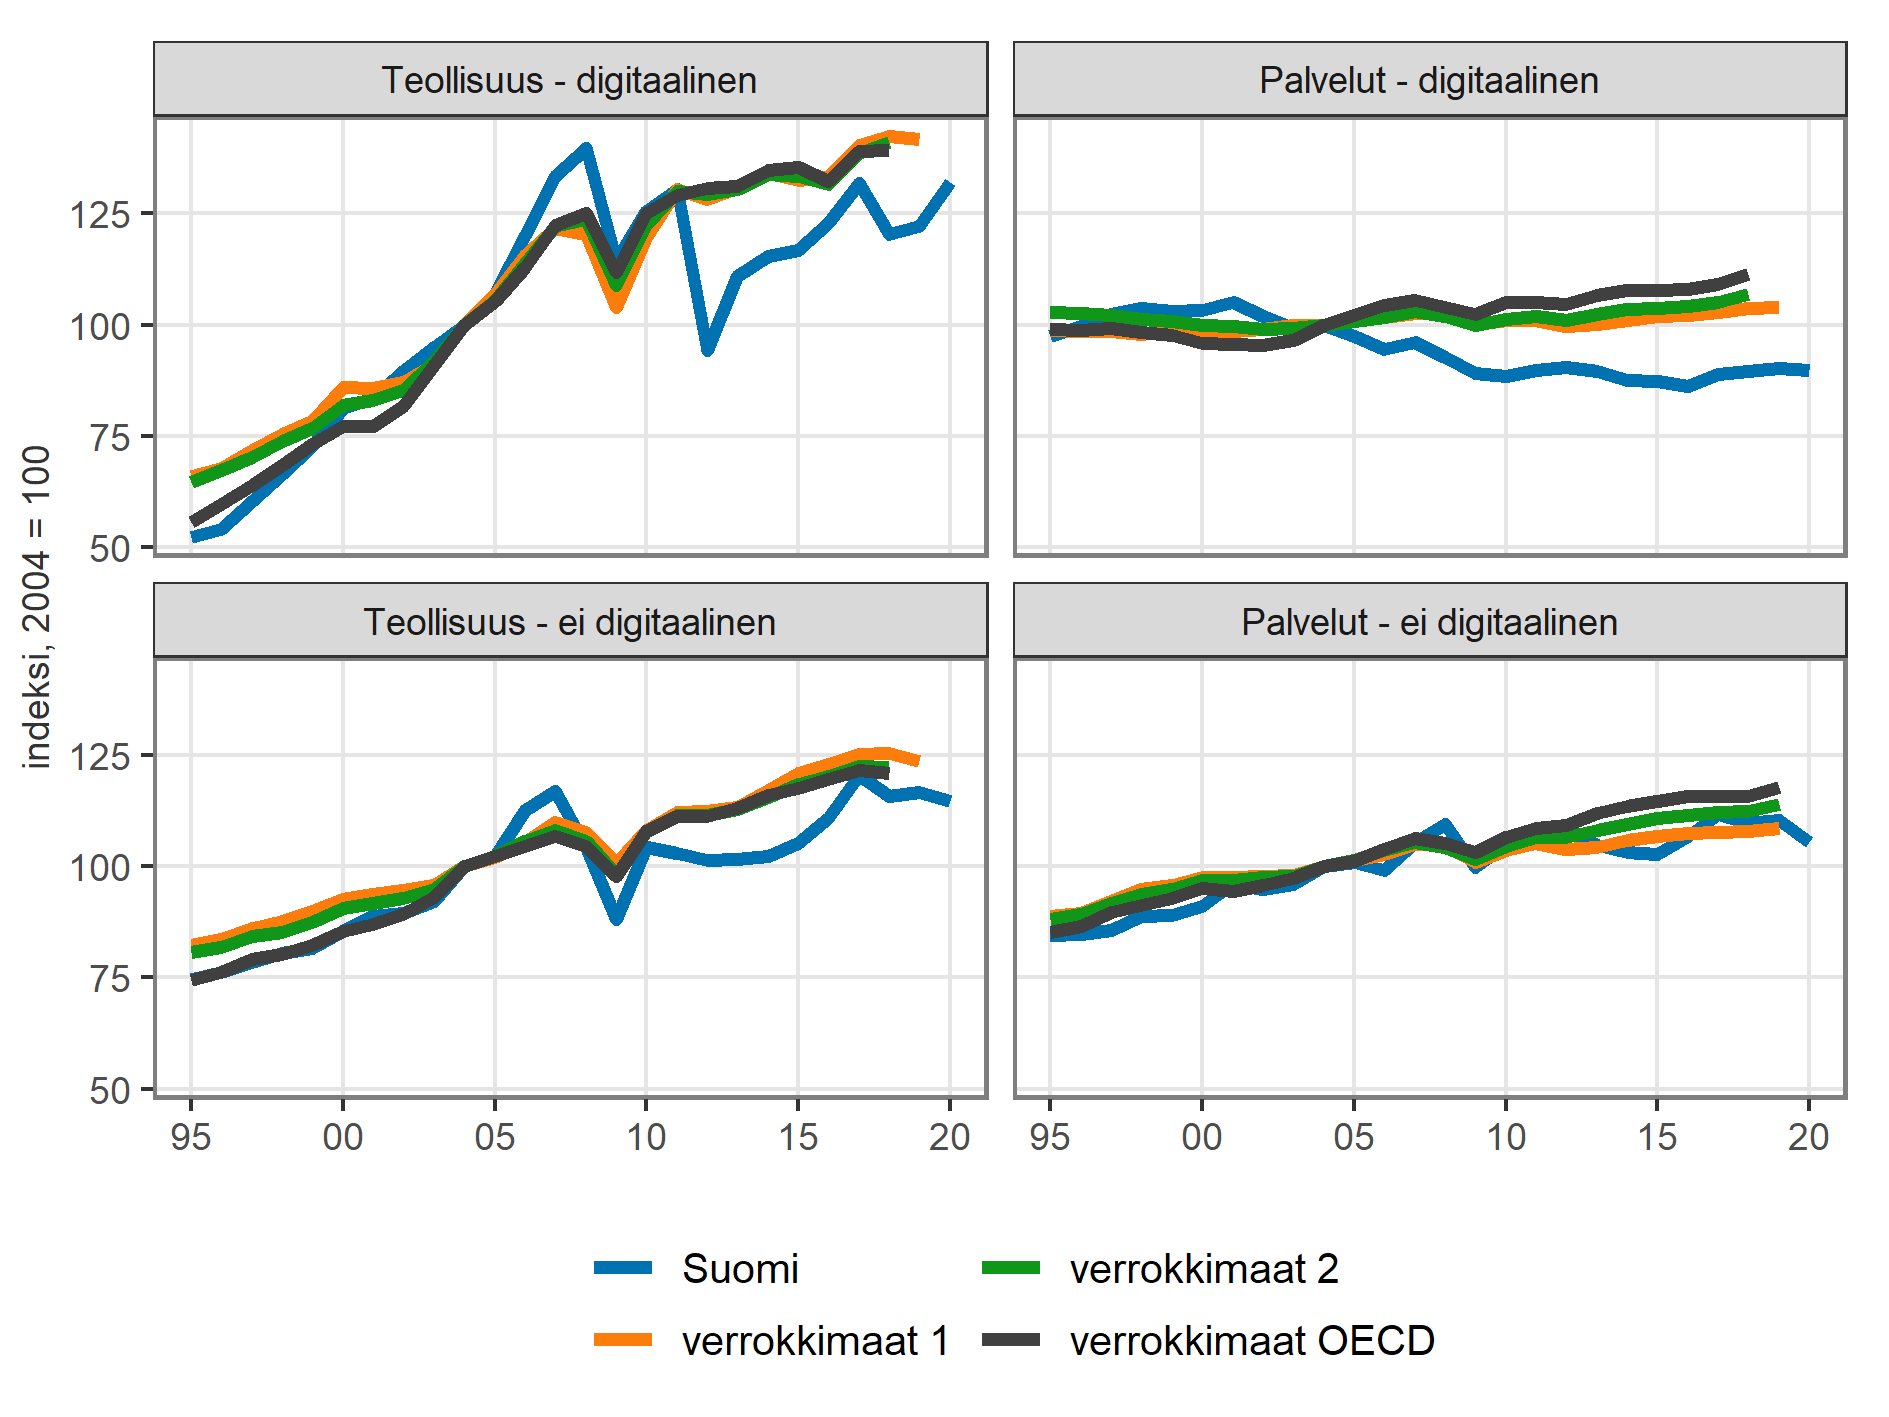 Teollisuus - digitaalinen
Palvelut - digitaalinen
125
100
75
50
indeksi, 2004 = 100
Teollisuus - ei digitaalinen
Palvelut - ei digitaalinen
125
100
75
50
95 00 05 10 15 20
95 00 05 10 15 20
Suomi
verrokkimaat 2
verrokkimaat 1
verrokkimaat OECD